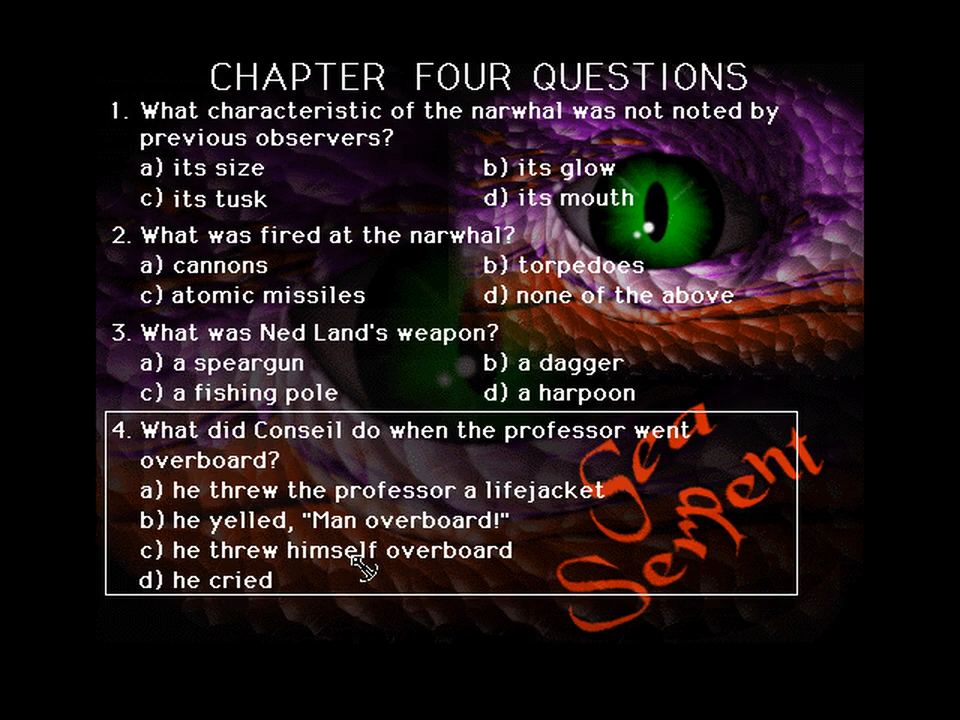 CHAPTER FOUR QUESTIONS
1. What characteristic of the narwhal was not noted by
previous observers?
a) its size
b) its glow
c) its tusk
d) its mouth
2. What was fired at the narwhal?
a) cannons
b) torpedoes
c) atomic missiles
d) none of the above
3. What was Ned Land's weapon?
a) a speargun
b) a dagger
c) a fishing pole
d) a harpoon
4. What did Conseil do when the professor went
overboard?
a) he threw the professor a lifejacket
b) he yelled, "Man overboard!"
c) he threw himself overboard
d) he cried
Sea
Serpent